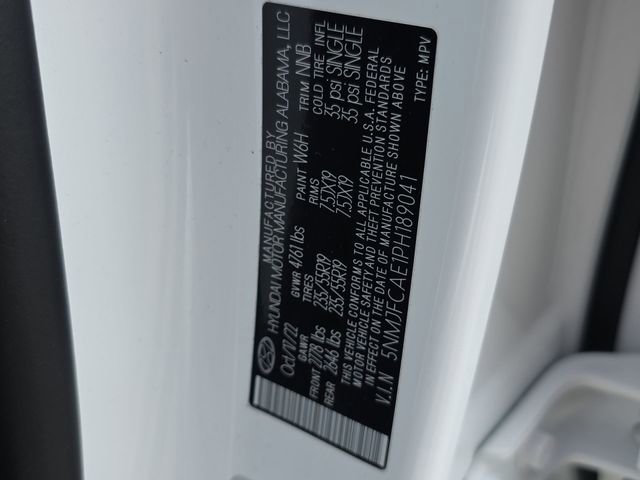 MANUFACTURED BY
HYUNDAI MOTOR MANUFACTURING ALABAMA, LLC
Oct/17/22 PAINT W6H TRIM NNB
GVWR 4761 lbs
GAWR TIRES RIMS COLD TIRE INFL
FRONT 2778 lbs 235/55R19 7.5JX19 35 psi SINGLE
REAR 2646 lbs 235/55R19 7.5JX19 35 psi SINGLE
THIS VEHICLE CONFORMS TO ALL APPLICABLE U.S.A. FEDERAL
MOTOR VEHICLE SAFETY AND THEFT PREVENTION STANDARDS
IN EFFECT ON THE DATE OF MANUFACTURE SHOWN ABOVE
V.I.N 5NMJFCAE1PH189041 TYPE: MPV